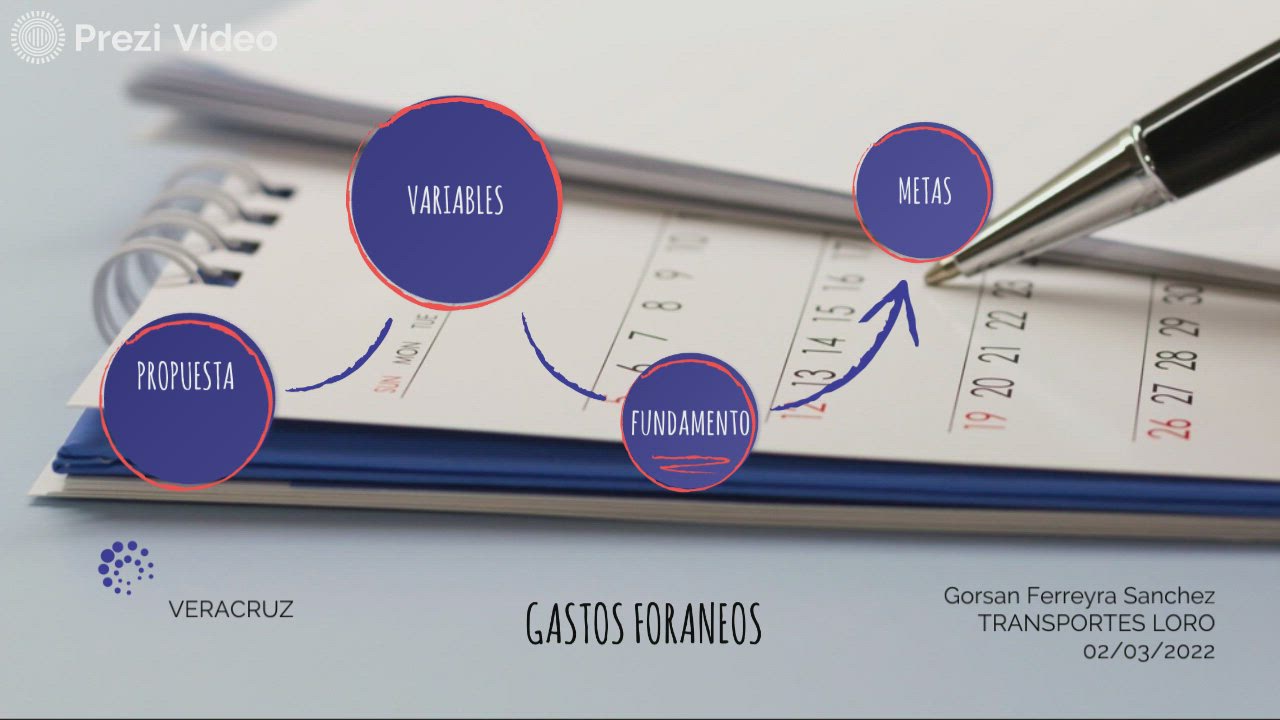 Prezi Video
VARIABLES
METAS
PROPUESTA
FUNDAMENTO
SUN MON TUE
5 6 7 8 9 10
12 13 14 15 16 17
19 20 21 22 23
26 27 28 29 30
VERACRUZ
GASTOS FORANEOS
Gorsan Ferreyra Sanchez
TRANSPORTES LORO
02/03/2022